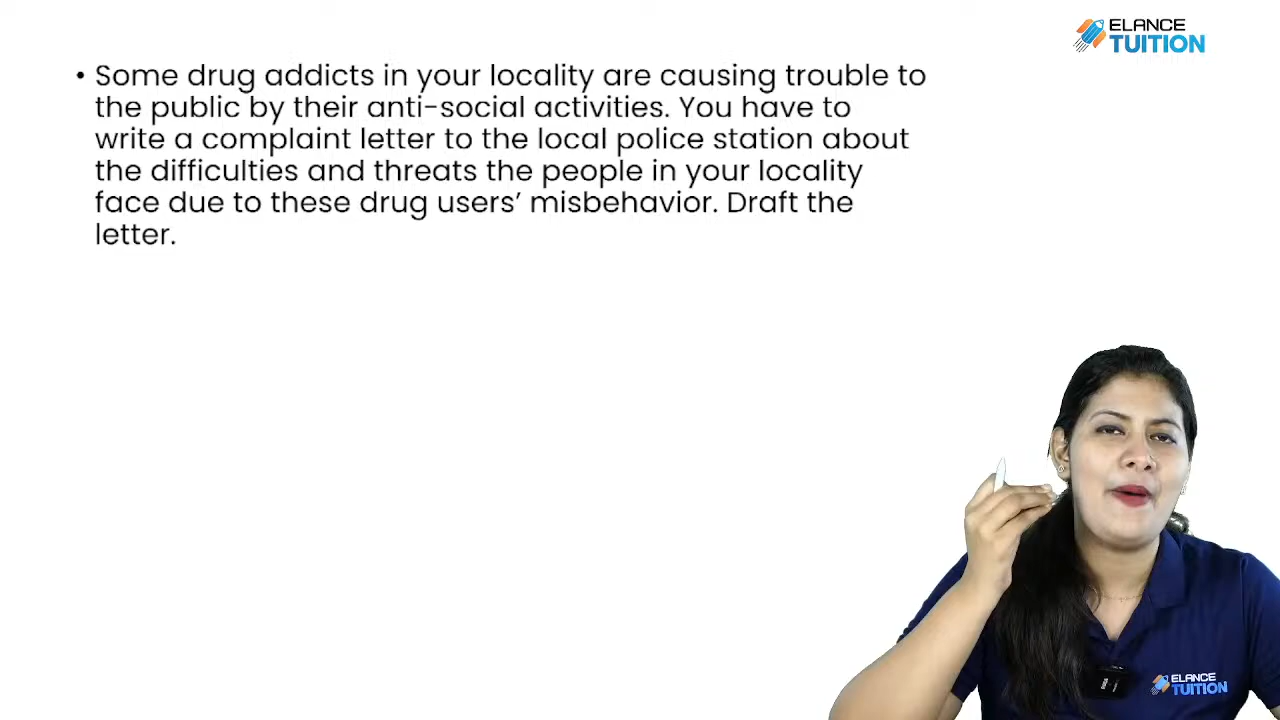 ELANCE
TUITION
• Some drug addicts in your locality are causing trouble to
the public by their anti-social activities. You have to
write a complaint letter to the local police station about
the difficulties and threats the people in your locality
face due to these drug users’ misbehavior. Draft the
letter.
ELANCE
TUITION